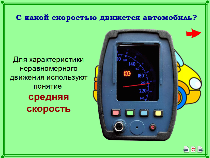 С какой скоростью движется автомобиль?
Для характеристики
неравномерного
движения используют
понятие
средняя
скорость